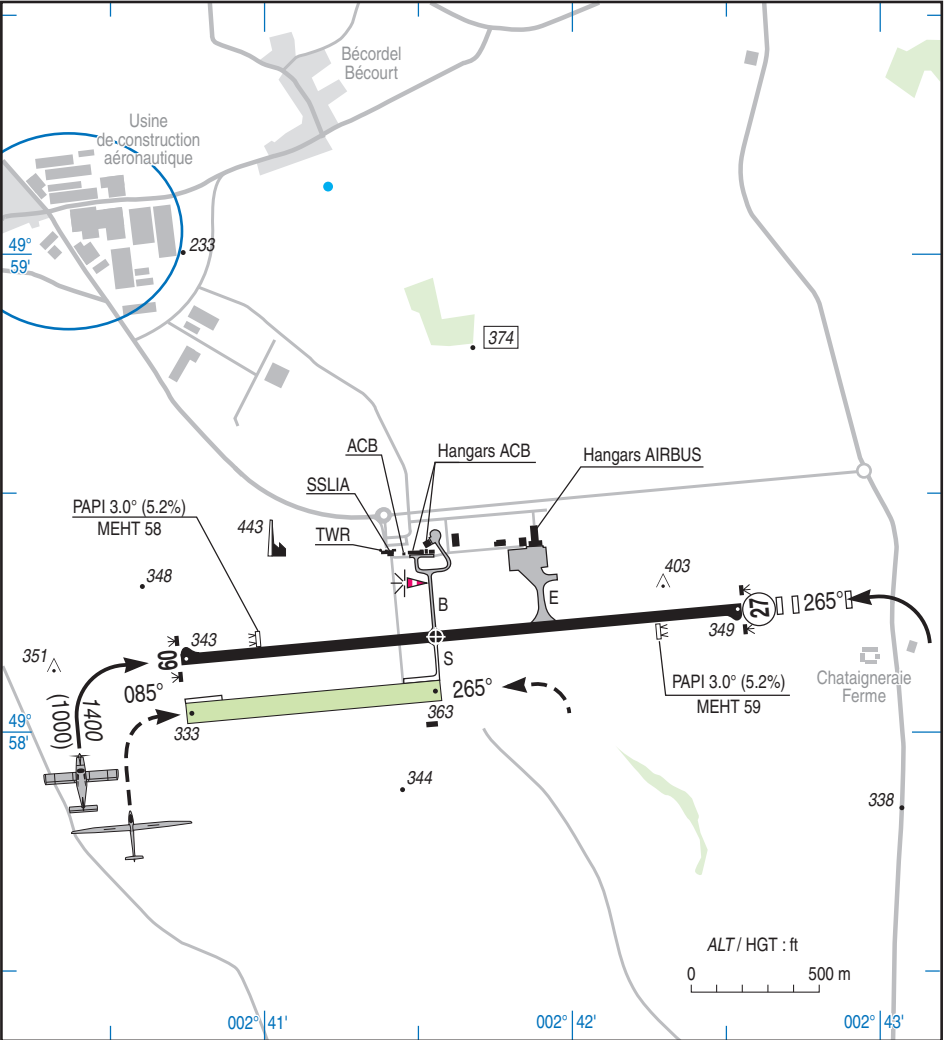 Bécordel
Bécourt
Usine
de construction
aéronautique
233
49°
59'
374
ACB
Hangars ACB
Hangars AIRBUS
SSLIA
PAPI 3.0° (5.2%)
MEHT 58
443
TWR
348
403
B
E
27
265°
343
349
351
09
S
PAPI 3.0° (5.2%)
MEHT 59
Chataigneraie
Ferme
085°
265°
1400
(1000)
333
363
49°
58'
344
338
ALT / HGT : ft
0
500 m
002° 41'
002° 42'
002° 43'